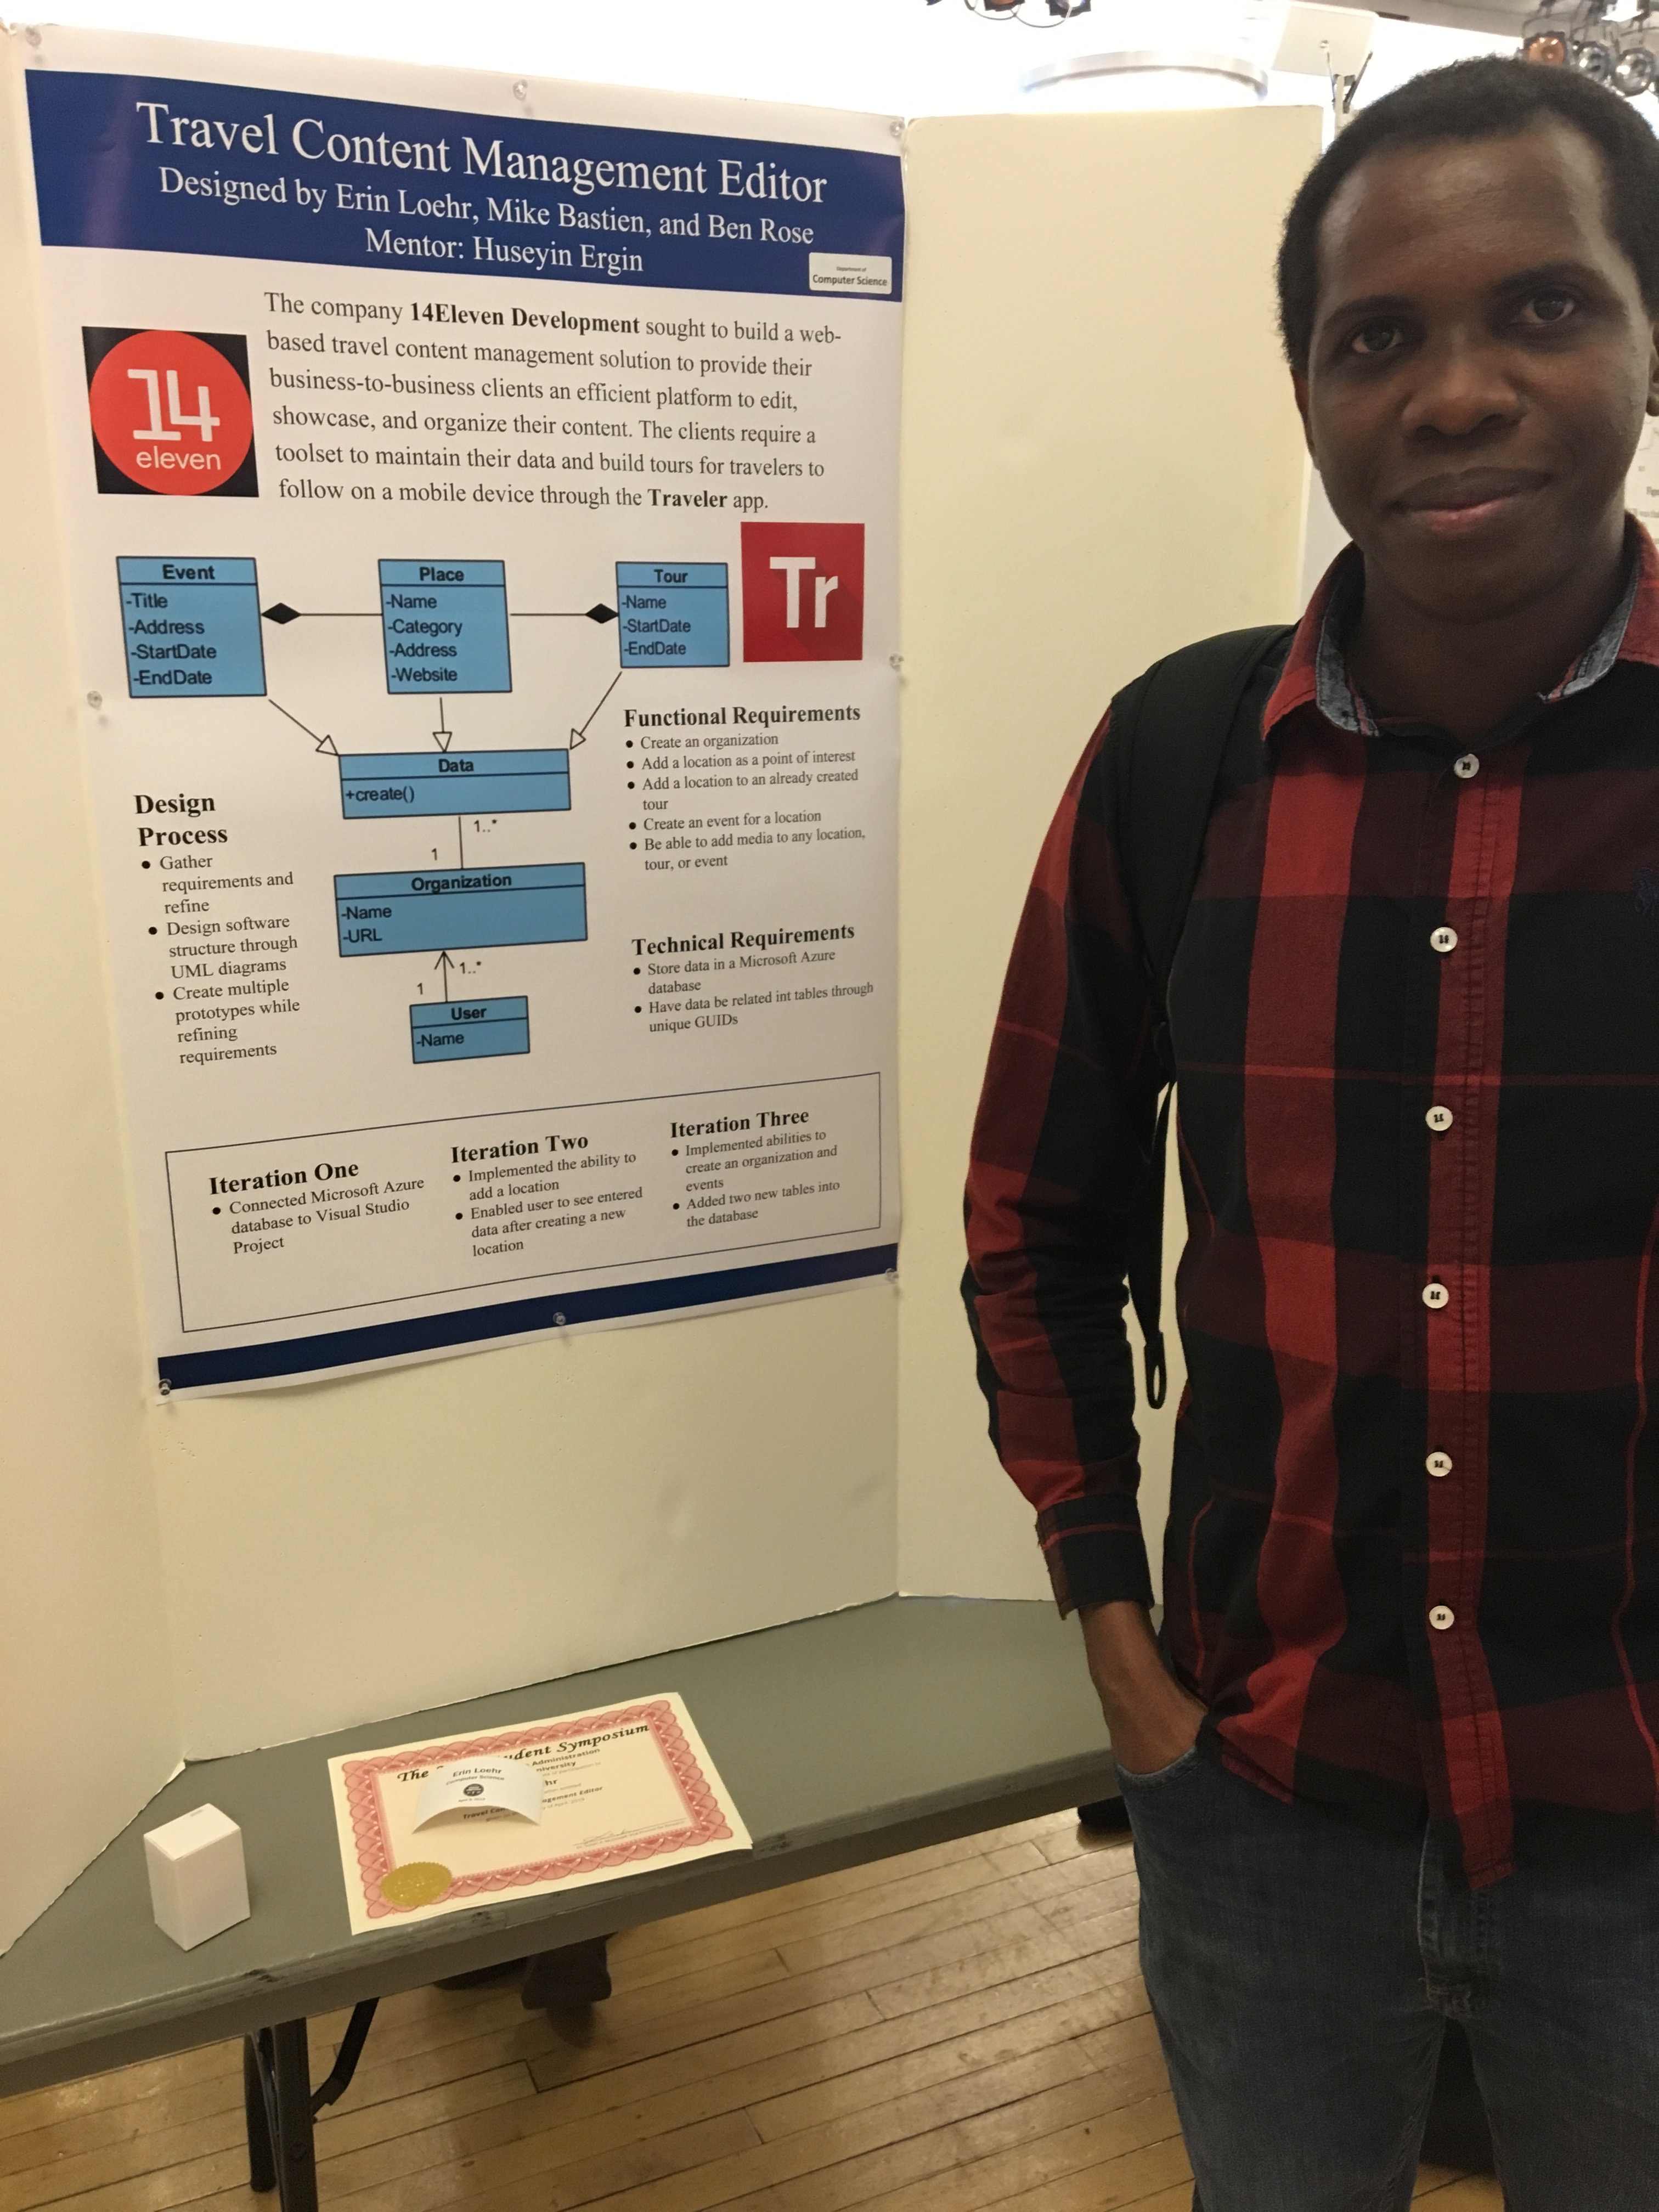 Travel Content Management Editor
Designed by Erin Loehr, Mike Bastien, and Ben Rose
Mentor: Huseyin Ergin
Department of
Computer Science
The company 14Eleven Development sought to build a web-
based travel content management solution to provide their
business-to-business clients an efficient platform to edit,
showcase, and organize their content. The clients require a
toolset to maintain their data and build tours for travelers to
follow on a mobile device through the Traveler app.
14
eleven
Event
-Title
-Address
-StartDate
-EndDate
Place
-Name
-Category
-Address
-Website
Tour
-Name
-StartDate
-EndDate
Tr
Data
+create()
1..*
1
Organization
-Name
-URL
1..*
1
User
-Name
Design
Process
● Gather
requirements and
refine
● Design software
structure through
UML diagrams
● Create multiple
prototypes while
refining
requirements
Functional Requirements
● Create an organization
● Add a location as a point of interest
● Add a location to an already created
tour
● Create an event for a location
● Be able to add media to any location,
tour, or event
Technical Requirements
● Store data in a Microsoft Azure
database
● Have data be related int tables through
unique GUIDs
Iteration One
● Connected Microsoft Azure
database to Visual Studio
Project
Iteration Two
● Implemented the ability to
add a location
● Enabled user to see entered
data after creating a new
location
Iteration Three
● Implemented abilities to
create an organization and
events
● Added two new tables into
the database
The udent Symposium
Administration
niversity
hr
agement Editor
Erin Loehr
Computer Science